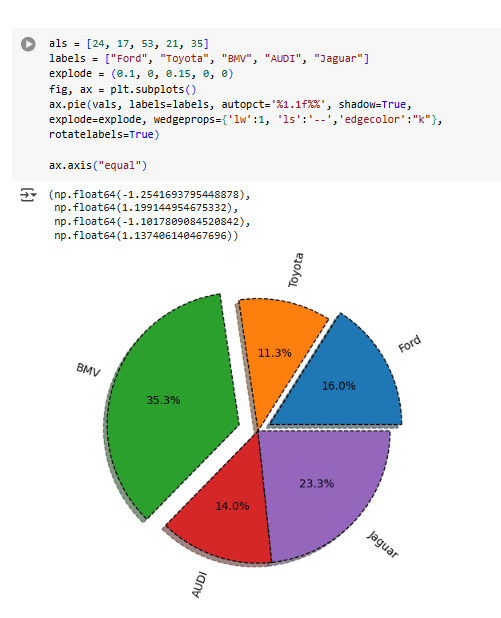 als = [24, 17, 53, 21, 35]
labels = ["Ford", "Toyota", "BMV", "AUDI", "Jaguar"]
explode = (0.1, 0, 0.15, 0, 0)
fig, ax = plt.subplots()
ax.pie(vals, labels=labels, autopct='%1.1f%%', shadow=True,
explode=explode, wedgeprops={'lw':1, 'ls':'--','edgecolor':"k"},
rotatelabels=True)
ax.axis("equal")
(np.float64(-1.2541693795448878),
np.float64(1.199144954675332),
np.float64(-1.1017809084520842),
np.float64(1.137406140467696))
Toyota
Ford
11.3%
16.0%
BMV
35.3%
23.3%
14.0%
Jaguar
AUDI